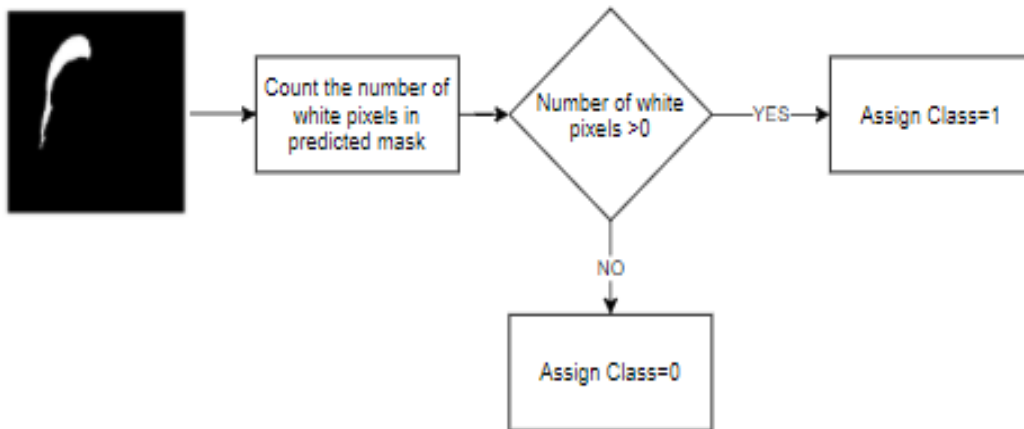 Count the number of
white pixels in
predicted mask
Number of white
pixels >0
YES
Assign Class=1
NO
Assign Class=0